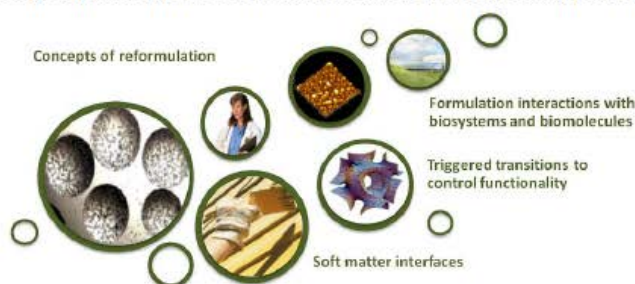 Concepts of reformulation
Formulation interactions with
biosystems and biomolecules
Triggered transitions to
control functionality
Soft matter interfaces